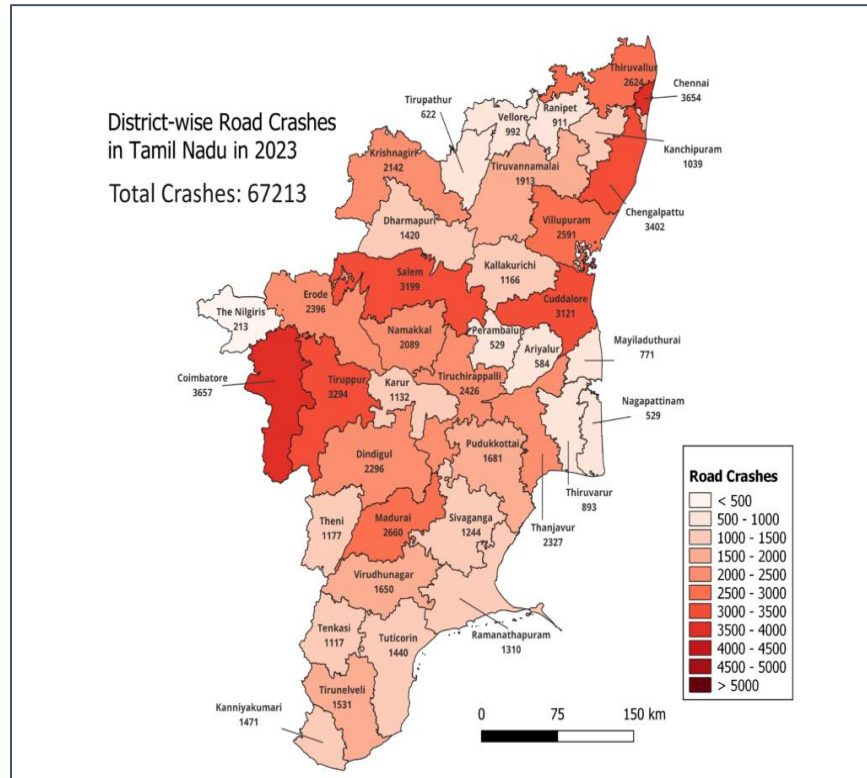 District-wise Road Crashes
in Tamil Nadu in 2023
Total Crashes: 67213
Thiruvallur
2624
Chennai
3654
Tirupathur
622
Vellore
992
Ranipet
911
Kanchipuram
1039
Krishnagiri
2142
Tiruvannamalai
1913
Chengalpattu
3402
Dharmapuri
1420
Villupuram
2591
Kallakurichi
1166
Salem
3199
Erode
2396
The Nilgiris
213
Cuddalore
3121
Namakkal
2089
Perambalur
529
Ariyalur
584
Mayiladuthurai
771
Coimbatore
3657
Tiruppur
3294
Karur
1132
Tiruchirappalli
2426
Nagapattinam
529
Dindigul
2296
Pudukkottai
1681
Thiruvarur
893
Thanjavur
2327
Theni
1177
Madurai
2660
Sivaganga
1244
Virudhunagar
1650
Ramanathapuram
1310
Tenkasi
1117
Tuticorin
1440
Tirunelveli
1531
Kanniyakumari
1471
Road Crashes
< 500
500 - 1000
1000 - 1500
1500 - 2000
2000 - 2500
2500 - 3000
3000 - 3500
3500 - 4000
4000 - 4500
4500 - 5000
> 5000
0 75 150 km